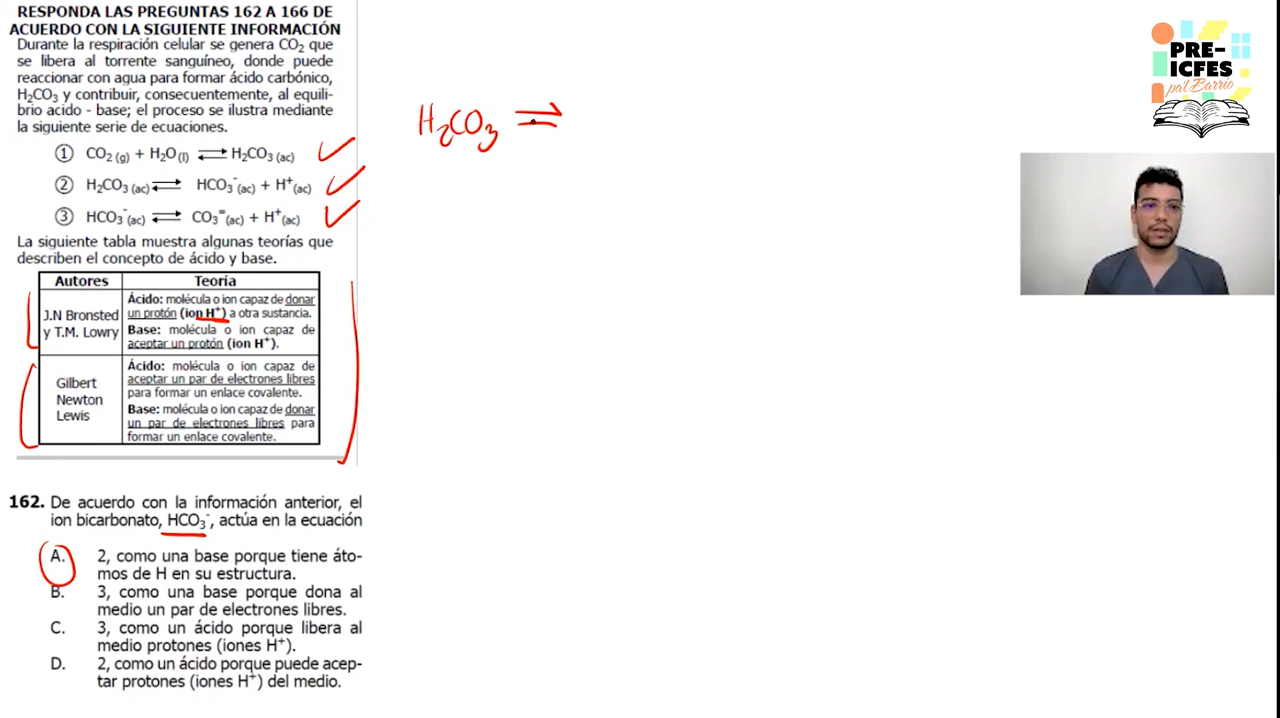 RESPONDA LAS PREGUNTAS 162 A 166 DE
ACUERDO CON LA SIGUIENTE INFORMACIÓN
Durante la respiración celular se genera CO₂ que
se libera al torrente sanguíneo, donde puede
reaccionar con agua para formar ácido carbónico,
H₂CO₃ y contribuir, consecuentemente, al equili-
brio acido - base; el proceso se ilustra mediante
la siguiente serie de ecuaciones.
① CO₂ (g) + H₂O (l) ⇌ H₂CO₃ (ac)
② H₂CO₃ (ac) ⇌ HCO₃⁻ (ac) + H⁺ (ac)
③ HCO₃⁻ (ac) ⇌ CO₃⁼ (ac) + H⁺ (ac)
La siguiente tabla muestra algunas teorías que
describen el concepto de ácido y base.
Autores Teoría
J.N Bronsted
y T.M. Lowry
Ácido: molécula o ion capaz de donar
un protón (ion H⁺) a otra sustancia.
Base: molécula o ion capaz de
aceptar un protón (ion H⁺).
Gilbert
Newton
Lewis
Ácido: molécula o ion capaz de
aceptar un par de electrones libres
para formar un enlace covalente.
Base: molécula o ion capaz de donar
un par de electrones libres para
formar un enlace covalente.
162. De acuerdo con la información anterior, el
ion bicarbonato, HCO₃⁻, actúa en la ecuación
A. 2, como una base porque tiene áto-
mos de H en su estructura.
B. 3, como una base porque dona al
medio un par de electrones libres.
C. 3, como un ácido porque libera al
medio protones (iones H⁺).
D. 2, como un ácido porque puede acep-
tar protones (iones H⁺) del medio.
H₂CO₃ ⇌
PRE-
ICFES
pa'l Barrio